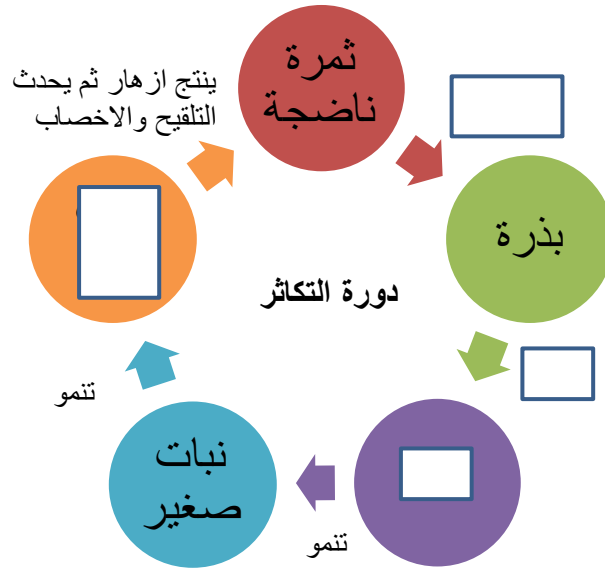 ثمرة
ناضجة
ينتج ازهار ثم يحدث
التلقيح والاخصاب
بذرة
دورة التكاثر
تنمو
نبات
صغير
تنمو